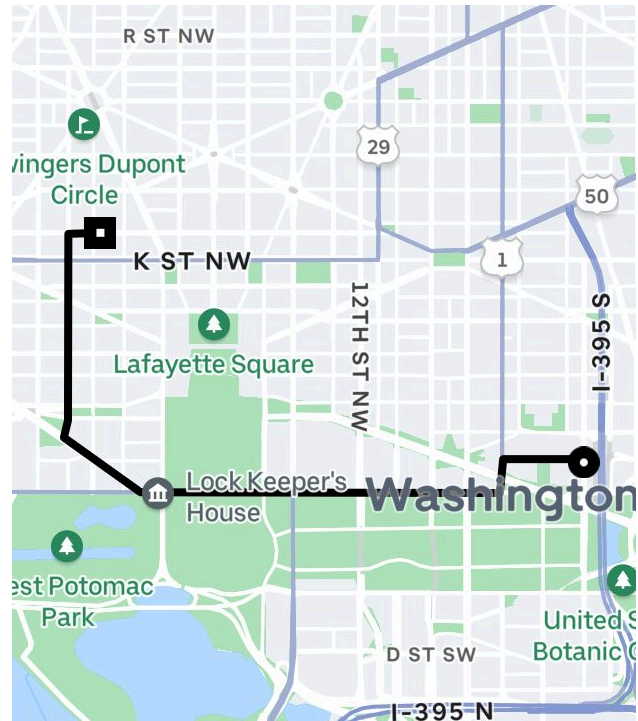 R ST NW
29
wingers Dupont
Circle
50
K ST NW
1
12TH ST NW
I-395 S
Lafayette Square
Lock Keeper's
House
Washington
est Potomac
Park
United S
Botanic G
D ST SW
I-395 N